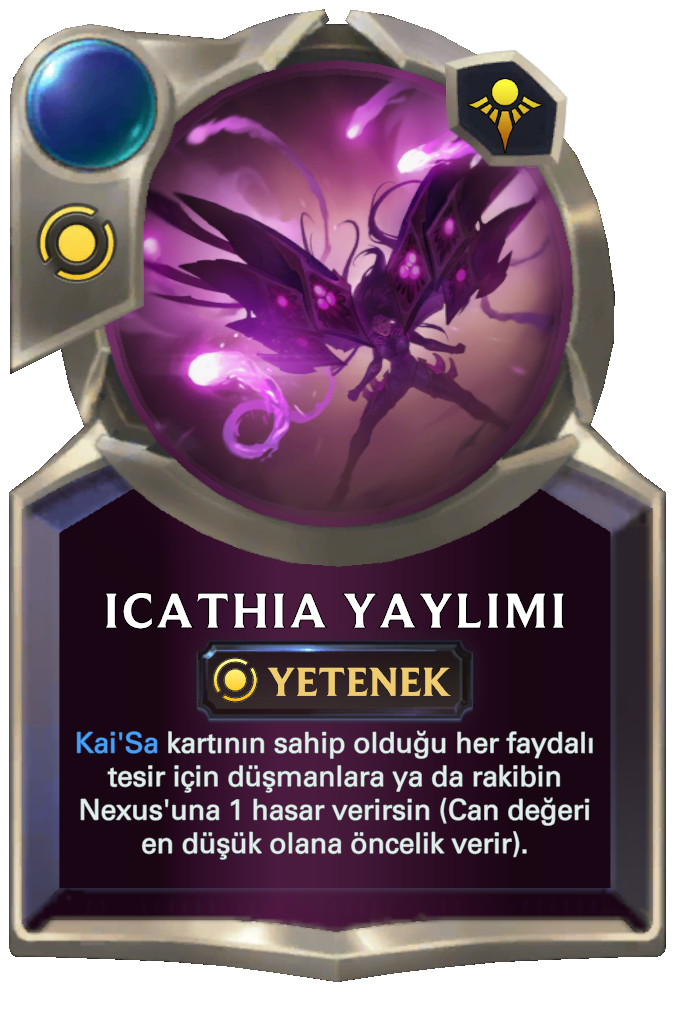 ICATHIA YAYLIMI
YETENEK
Kai'Sa kartının sahip olduğu her faydalı
tesir için düşmanlara ya da rakibin
Nexus'una 1 hasar verirsin (Can değeri
en düşük olana öncelik verir).